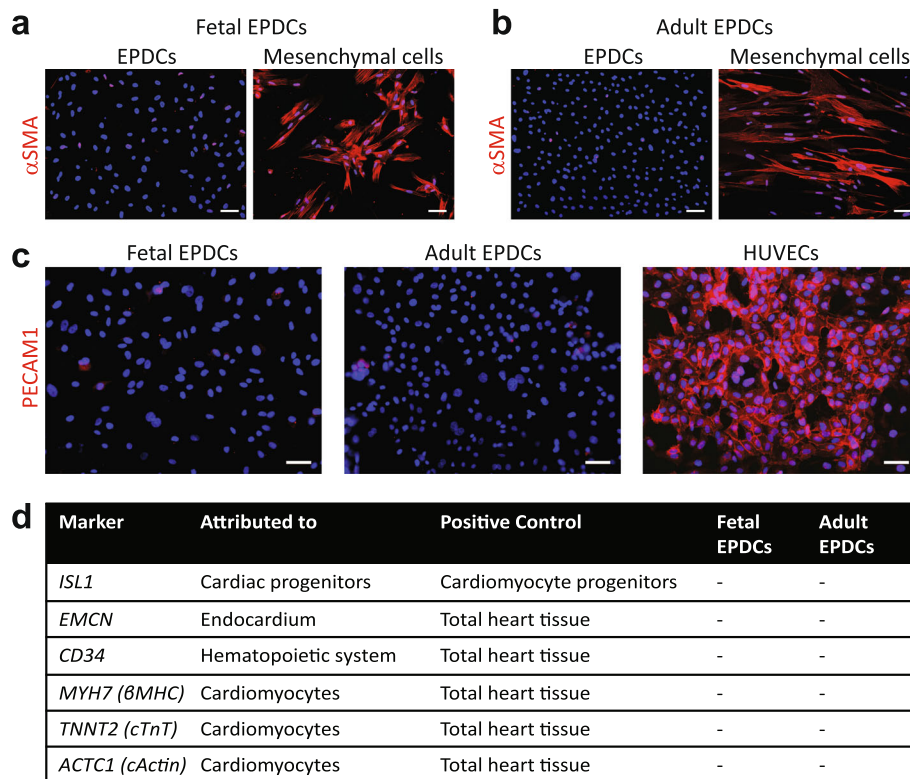 a
Fetal EPDCs
EPDCs
Mesenchymal cells
αSMA
b
Adult EPDCs
EPDCs
Mesenchymal cells
αSMA
c
Fetal EPDCs
Adult EPDCs
HUVECs
PECAM1
d
Marker Attributed to Positive Control Fetal EPDCs Adult EPDCs
ISL1 Cardiac progenitors Cardiomyocyte progenitors - -
EMCN Endocardium Total heart tissue - -
CD34 Hematopoietic system Total heart tissue - -
MYH7 (βMHC) Cardiomyocytes Total heart tissue - -
TNNT2 (cTnT) Cardiomyocytes Total heart tissue - -
ACTC1 (cActin) Cardiomyocytes Total heart tissue - -